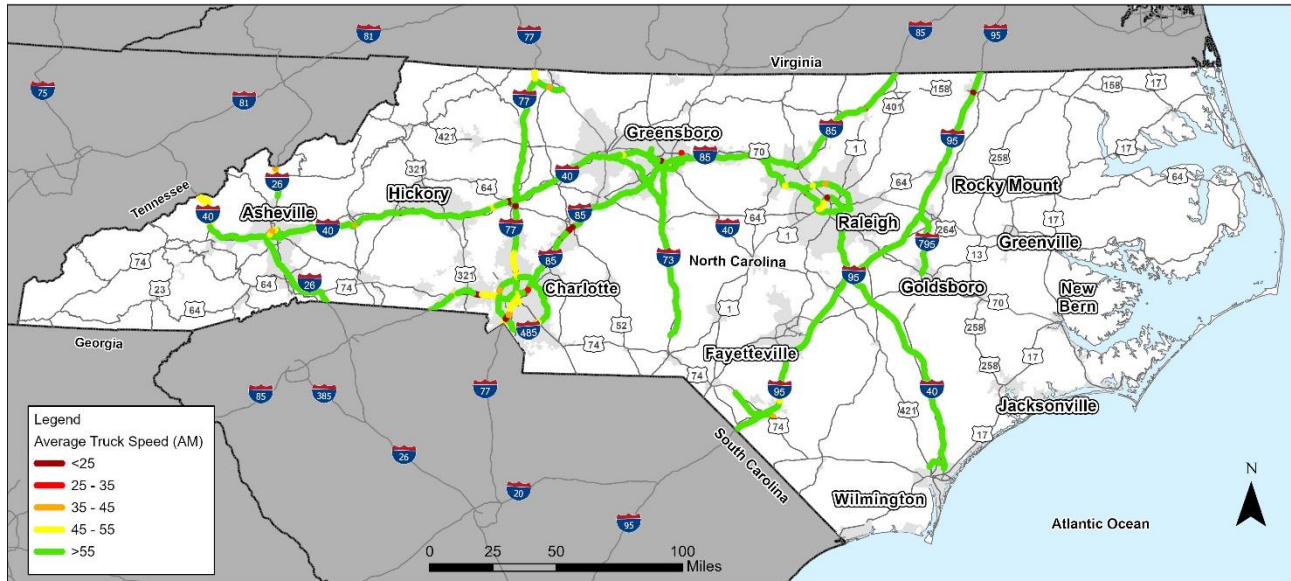 81
77
85
95
Virginia
75
81
158
17
158
77
401
421
95
Greensboro
85
85
258
17
70
1
Tennessee
26
321
40
64
Rocky Mount
64
Hickory
64
40
Asheville
85
64
Raleigh
17
40
77
40
795
264
Greenville
1
74
85
73
North Carolina
13
95
321
Goldsboro
New
Bern
26
74
Charlotte
70
23
64
64
1
52
258
485
Fayetteville
17
Georgia
74
258
74
95
40
Jacksonville
85
385
77
421
74
17
Legend
Average Truck Speed (AM)
<25
25 - 35
35 - 45
45 - 55
>55
26
South Carolina
20
95
Wilmington
N
Atlantic Ocean
0
25
50
100
Miles